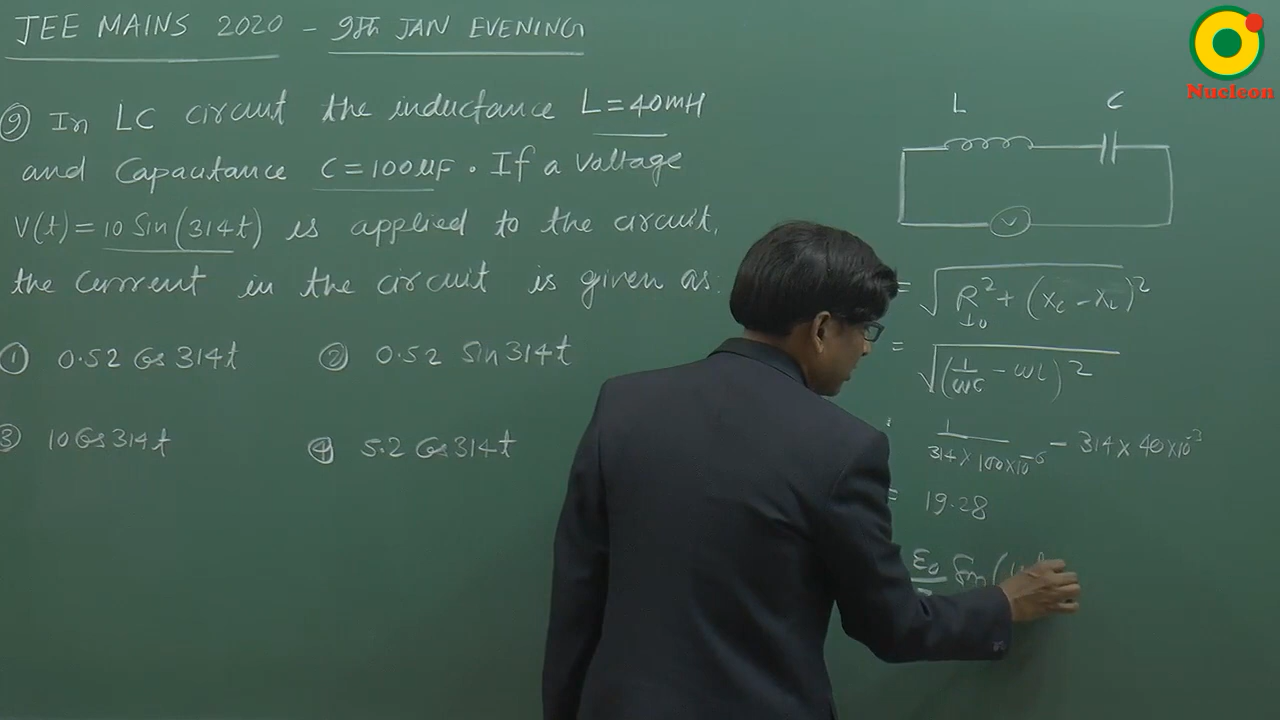 JEE MAINS 2020 - 9th JAN EVENING
Nucleon
⑨ In LC circuit the inductance L = 40mH
and Capacitance C = 100µF. If a Voltage
V(t) = 10 Sin(314t) is applied to the circuit,
the current in the circuit is given as:
① 0.52 Cos 314t ② 0.52 Sin 314t
③ 10 Cos 314t ④ 5.2 Cos 314t
L C
V
= √R² + (Xc - XL)²
= √(1/ωC - ωL)²
1/314 × 100×10⁻⁶ - 314 × 40×10⁻³
= 19.28
ε₀ Sin(